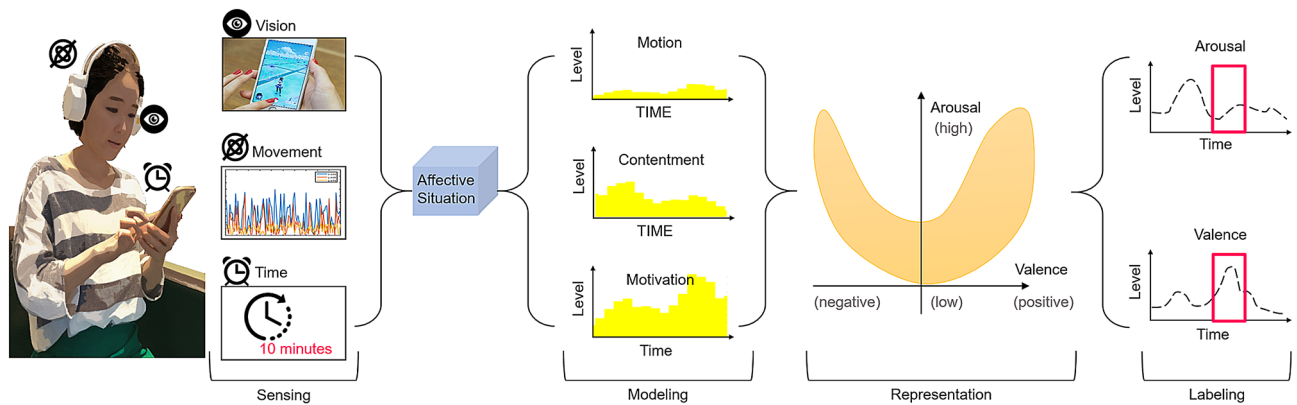 Vision
Movement
Time
10 minutes
Sensing
Affective
Situation
Motion
Level
TIME
Contentment
Level
TIME
Motivation
Level
Time
Modeling
Arousal
(high)
Valence
(negative)
(low)
(positive)
Representation
Arousal
Level
Time
Valence
Level
Time
Labeling